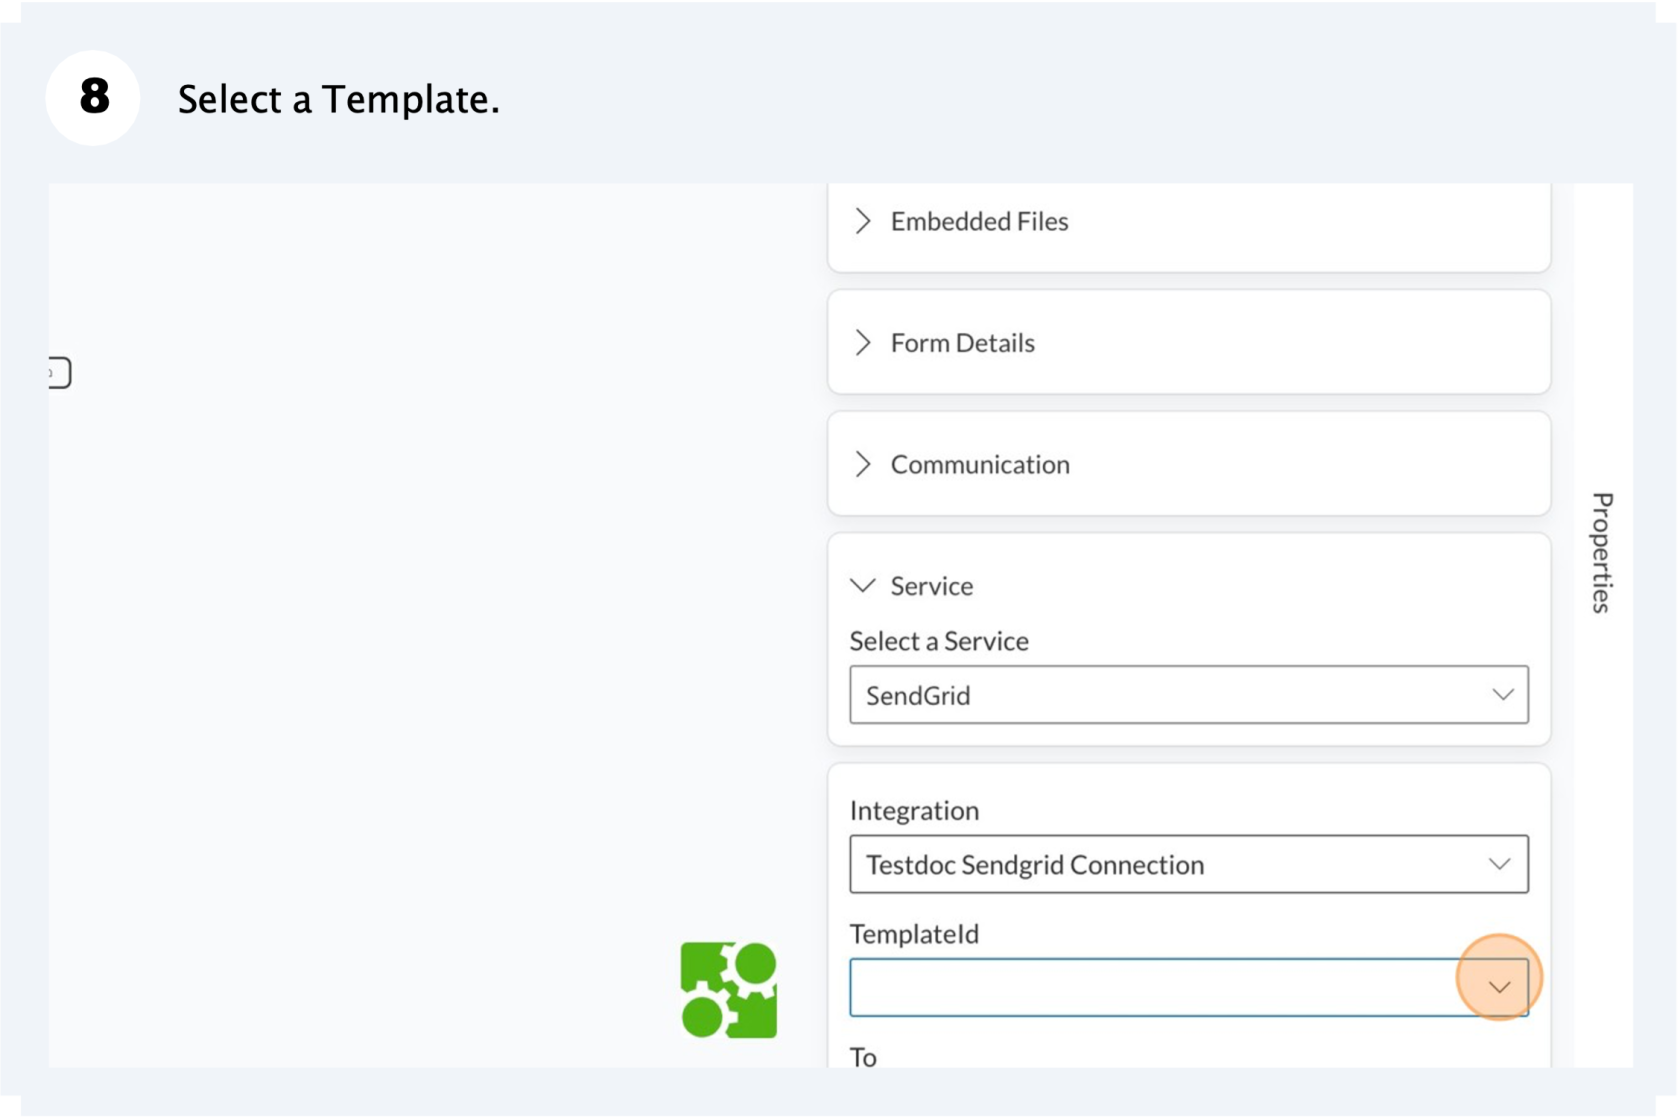 8
Select a Template.
Embedded Files
Form Details
Communication
Properties
Service
Select a Service
SendGrid
Integration
Testdoc Sendgrid Connection
TemplateId
To